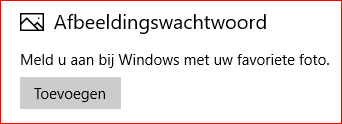 Afbeeldingswachtwoord
Meld u aan bij Windows met uw favoriete foto.
Toevoegen